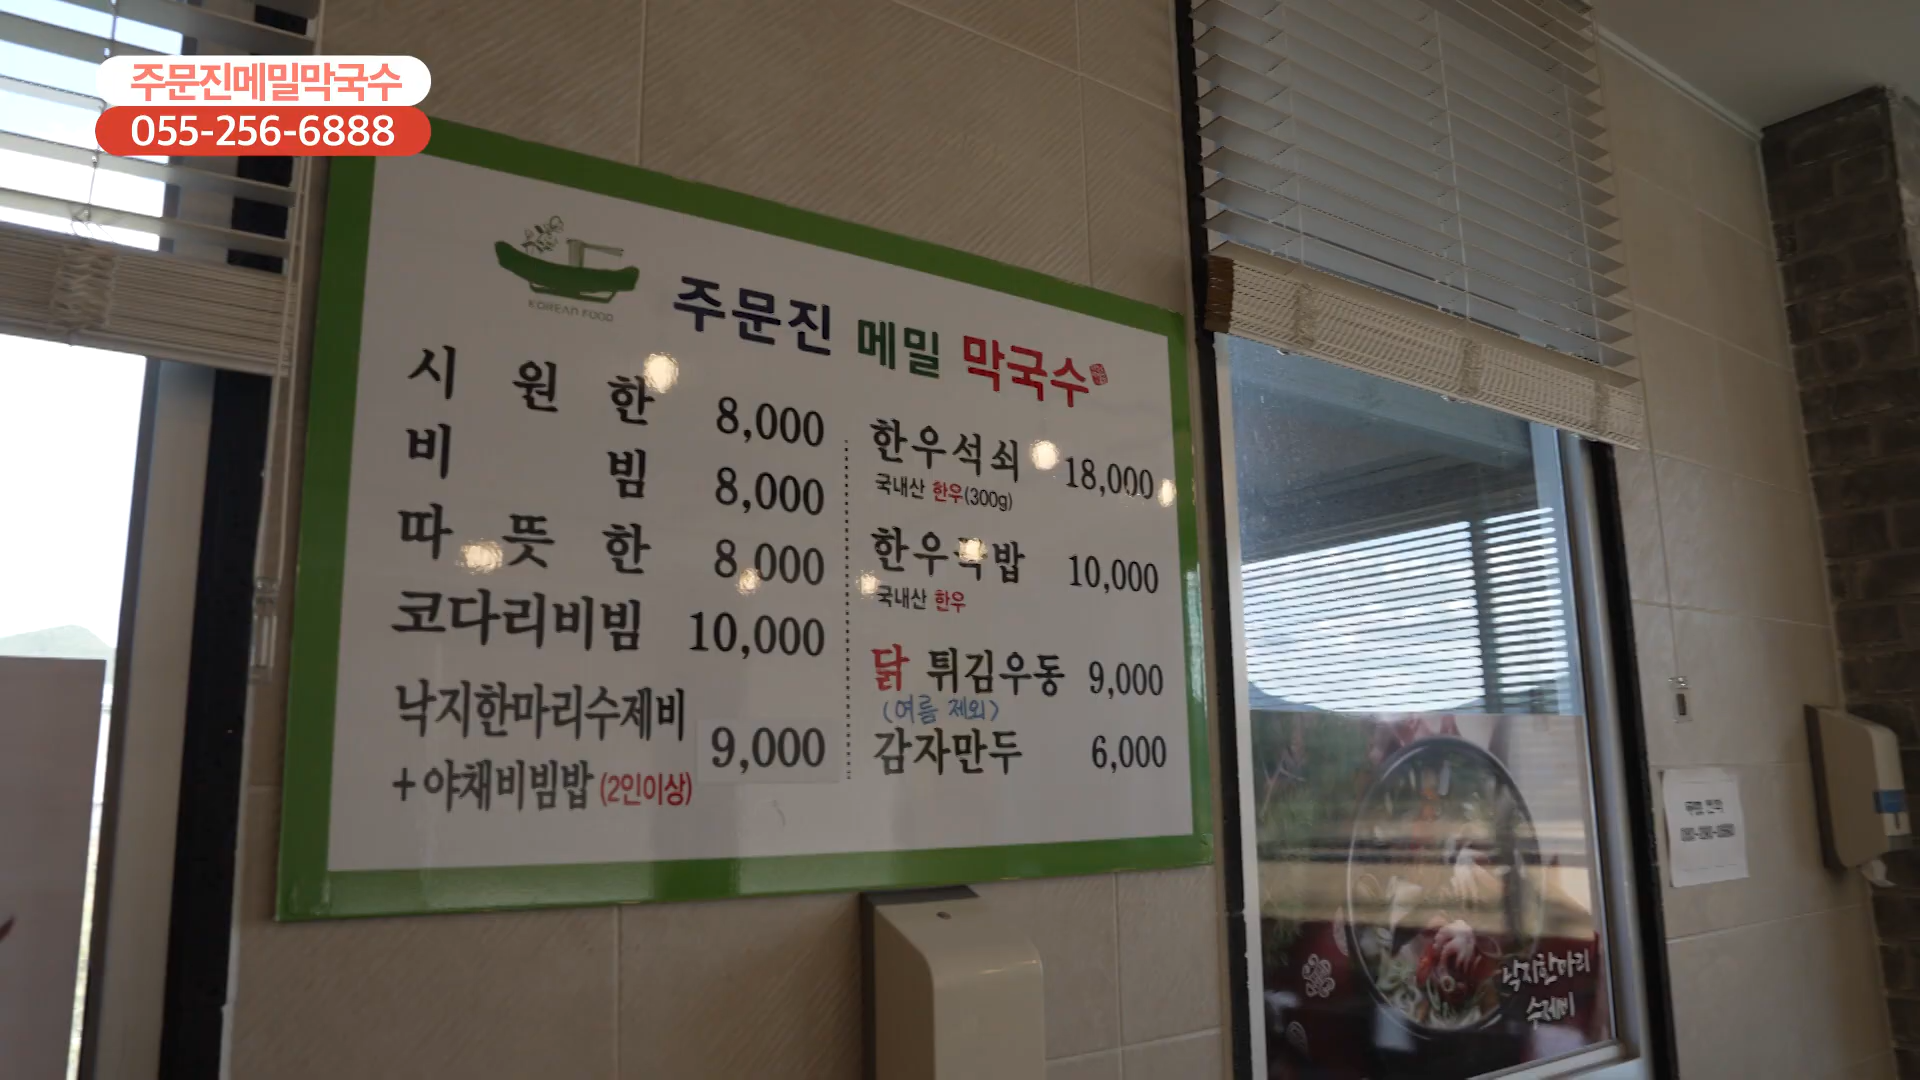 주문진메밀막국수
055-256-6888
KOREAN FOOD
주문진 메밀 막국수
시원한 8,000
비빔 8,000
따뜻한 8,000
코다리비빔 10,000
낙지한마리수제비
+야채비빔밥 (2인이상) 9,000
한우석쇠 18,000
국내산 한우(300g)
한우국밥 10,000
국내산 한우
닭 튀김우동 9,000
(여름 제외)
감자만두 6,000
낙지한마리
수제비